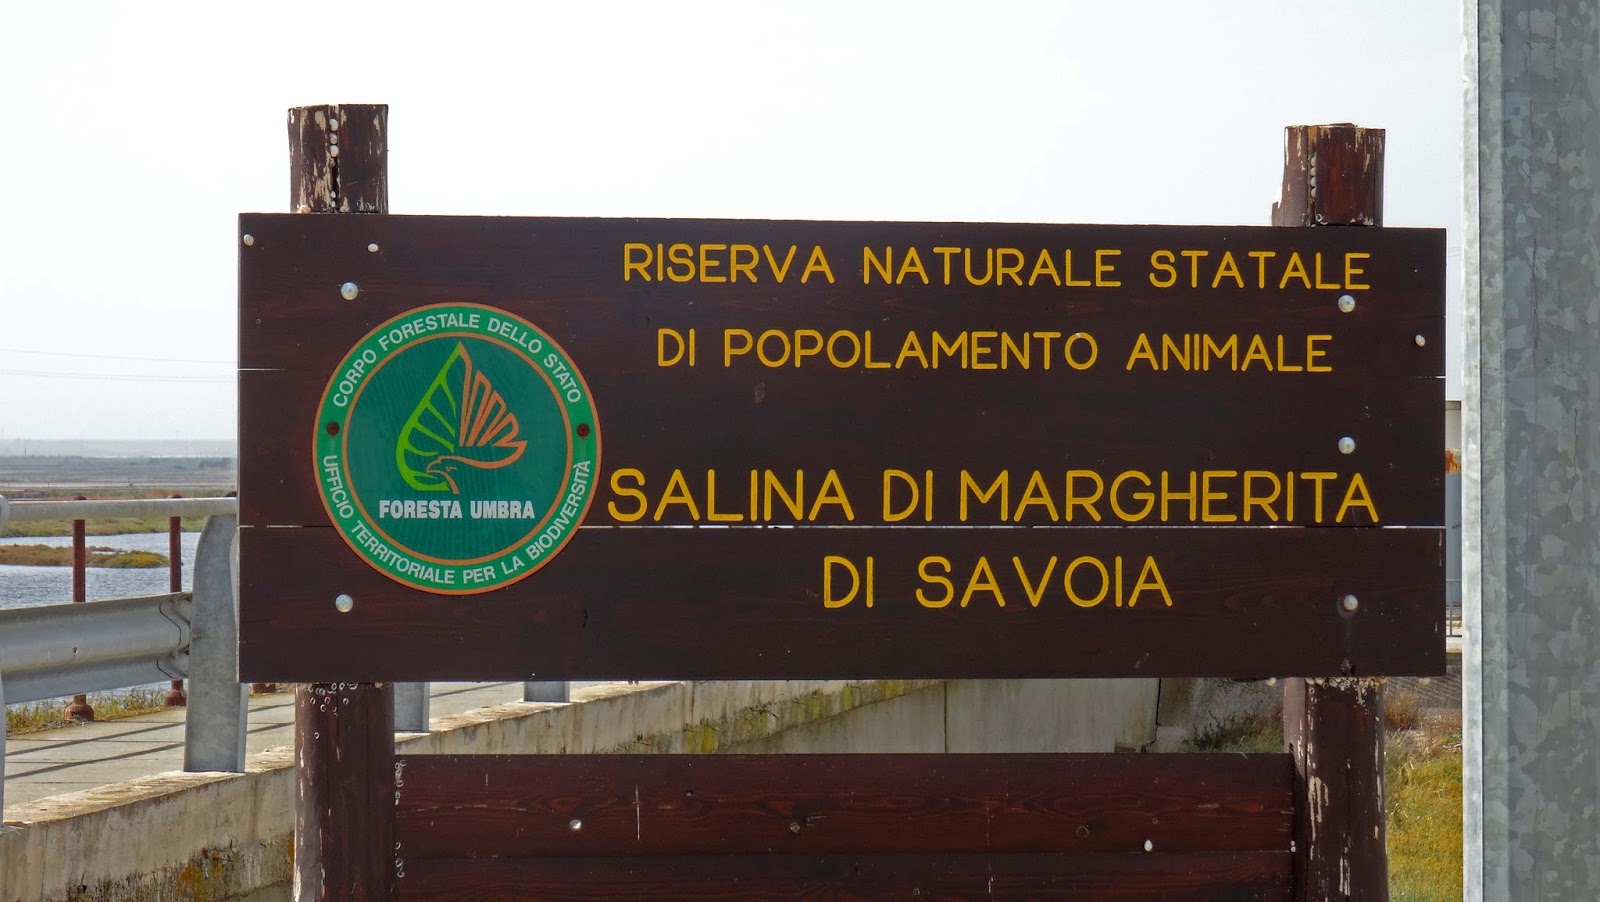 RISERVA NATURALE STATALE
DI POPOLAMENTO ANIMALE
SALINA DI MARGHERITA
DI SAVOIA
CORPO FORESTALE DELLO STATO
FORESTA UMBRA
UFFICIO TERRITORIALE PER LA BIODIVERSITÀ